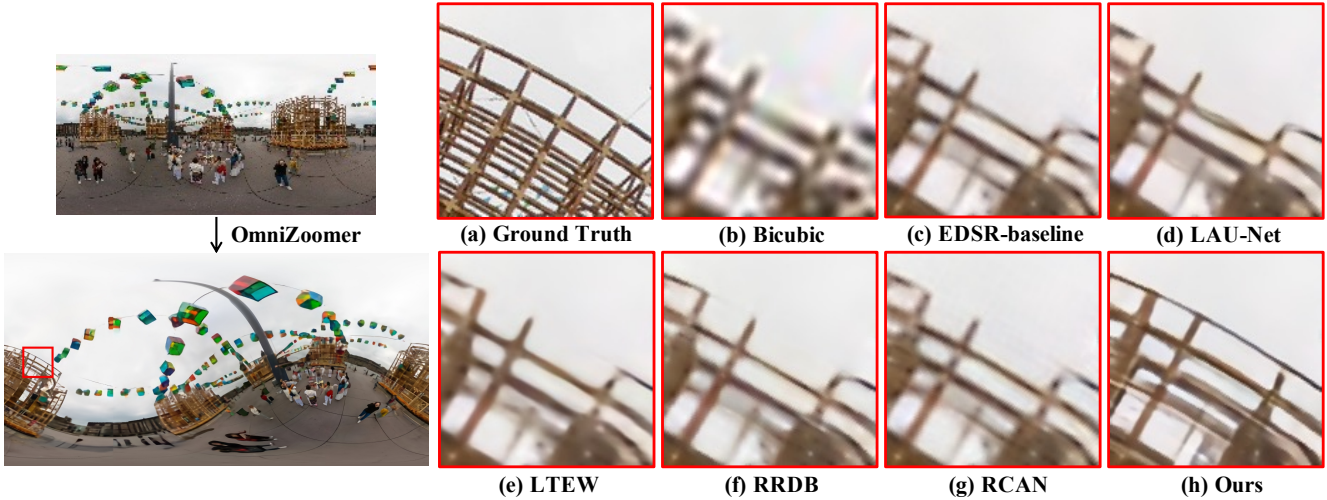 OmniZoomer
(a) Ground Truth
(b) Bicubic
(c) EDSR-baseline
(d) LAU-Net
(e) LTEW
(f) RRDB
(g) RCAN
(h) Ours